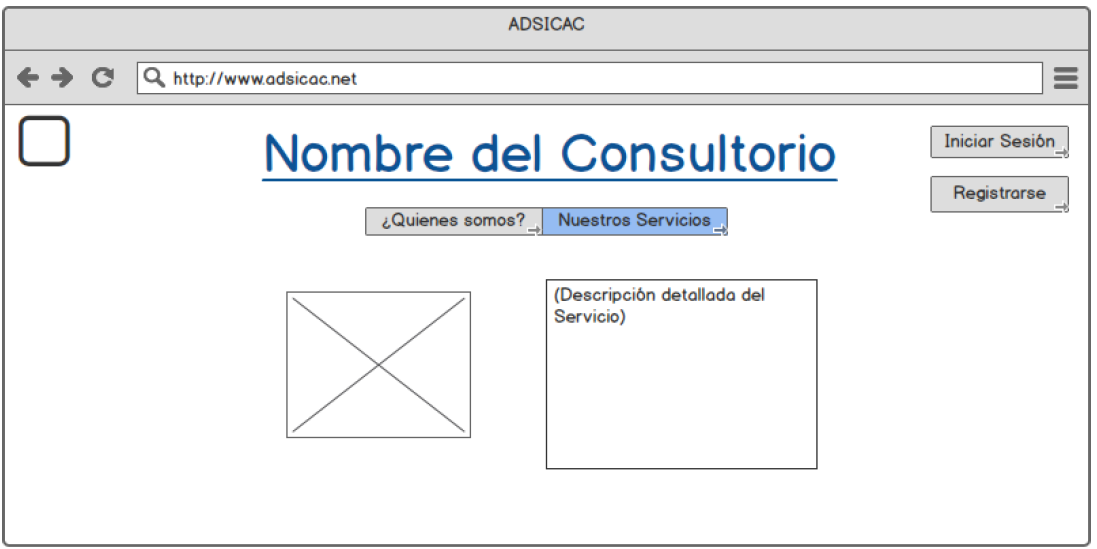 ADSICAC
http://www.adsicac.net
Nombre del Consultorio
Iniciar Sesión
Registrarse
¿Quienes somos?
Nuestros Servicios
(Descripción detallada del
Servicio)